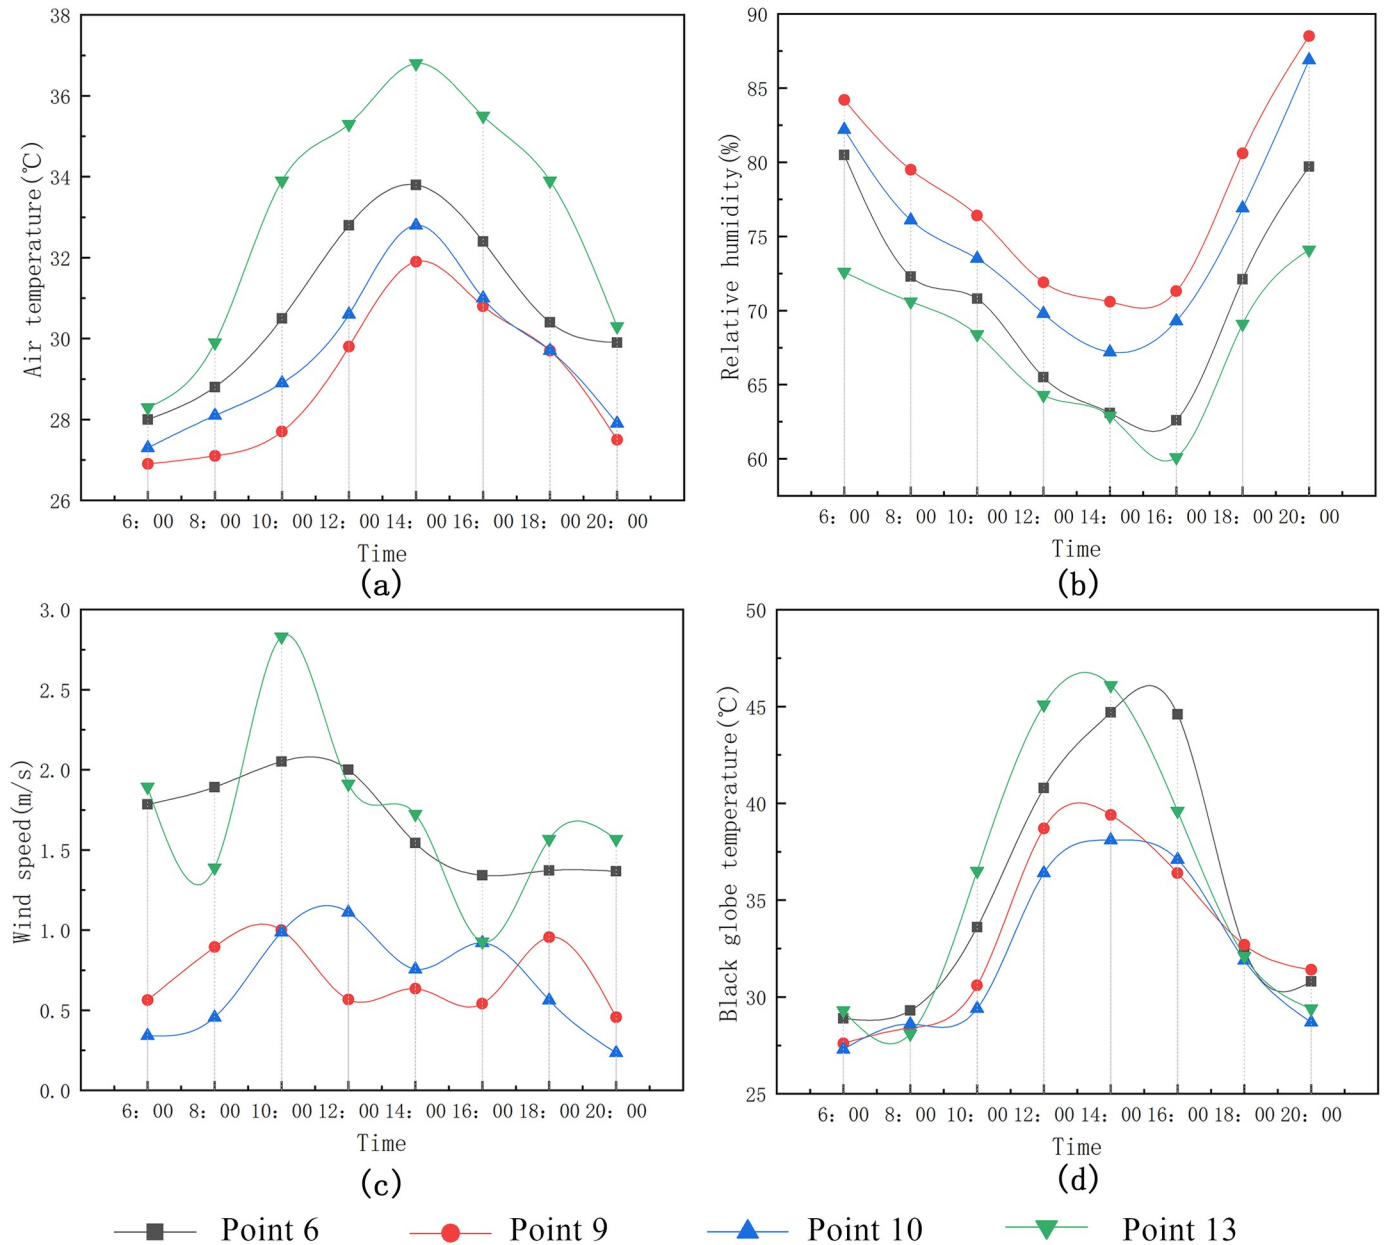 38
36
34
32
30
28
26
Air temperature(℃)
6: 00 8: 00 10: 00 12: 00 14: 00 16: 00 18: 00 20: 00
Time
(a)
90
85
80
75
70
65
60
Relative humidity(%)
6: 00 8: 00 10: 00 12: 00 14: 00 16: 00 18: 00 20: 00
Time
(b)
3.0
2.5
2.0
1.5
1.0
0.5
0.0
Wind speed(m/s)
6: 00 8: 00 10: 00 12: 00 14: 00 16: 00 18: 00 20: 00
Time
(c)
50
45
40
35
30
25
Black globe temperature(℃)
6: 00 8: 00 10: 00 12: 00 14: 00 16: 00 18: 00 20: 00
Time
(d)
Point 6 Point 9 Point 10 Point 13